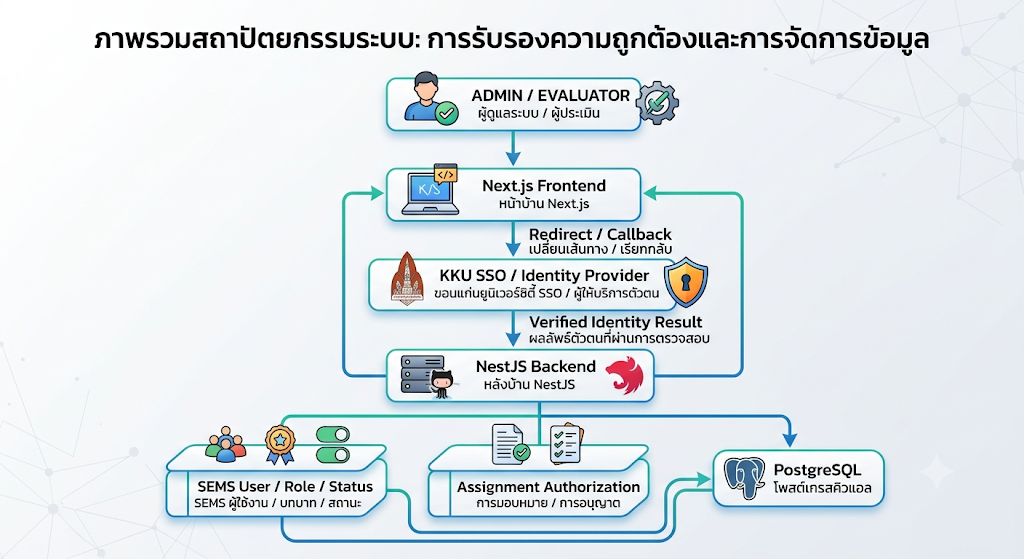 ภาพรวมสถาปัตยกรรมระบบ: การรับรองความถูกต้องและการจัดการข้อมูล
ADMIN / EVALUATOR
ผู้ดูแลระบบ / ผู้ประเมิน
Next.js Frontend
หน้าบ้าน Next.js
Redirect / Callback
เปลี่ยนเส้นทาง / เรียกกลับ
KKU SSO / Identity Provider
ขอนแก่นยูนิเวอร์ซิตี้ SSO / ผู้ให้บริการตัวตน
Verified Identity Result
ผลลัพธ์ตัวตนที่ผ่านการตรวจสอบ
NestJS Backend
หลังบ้าน NestJS
SEMS User / Role / Status
SEMS ผู้ใช้งาน / บทบาท / สถานะ
Assignment Authorization
การมอบหมาย / การอนุญาต
PostgreSQL
โพสต์เกรสคิวแอล